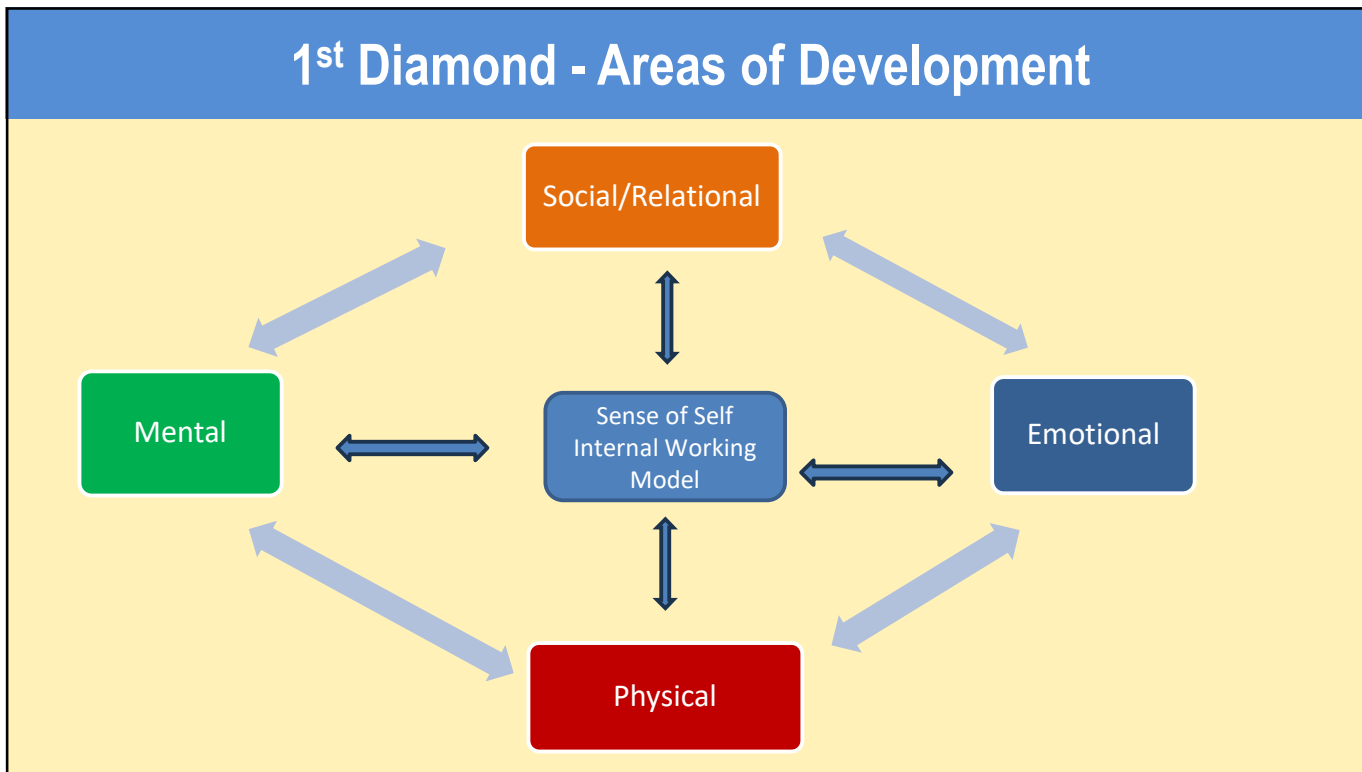 1st Diamond - Areas of Development
Social/Relational
Mental
Sense of Self
Internal Working
Model
Emotional
Physical